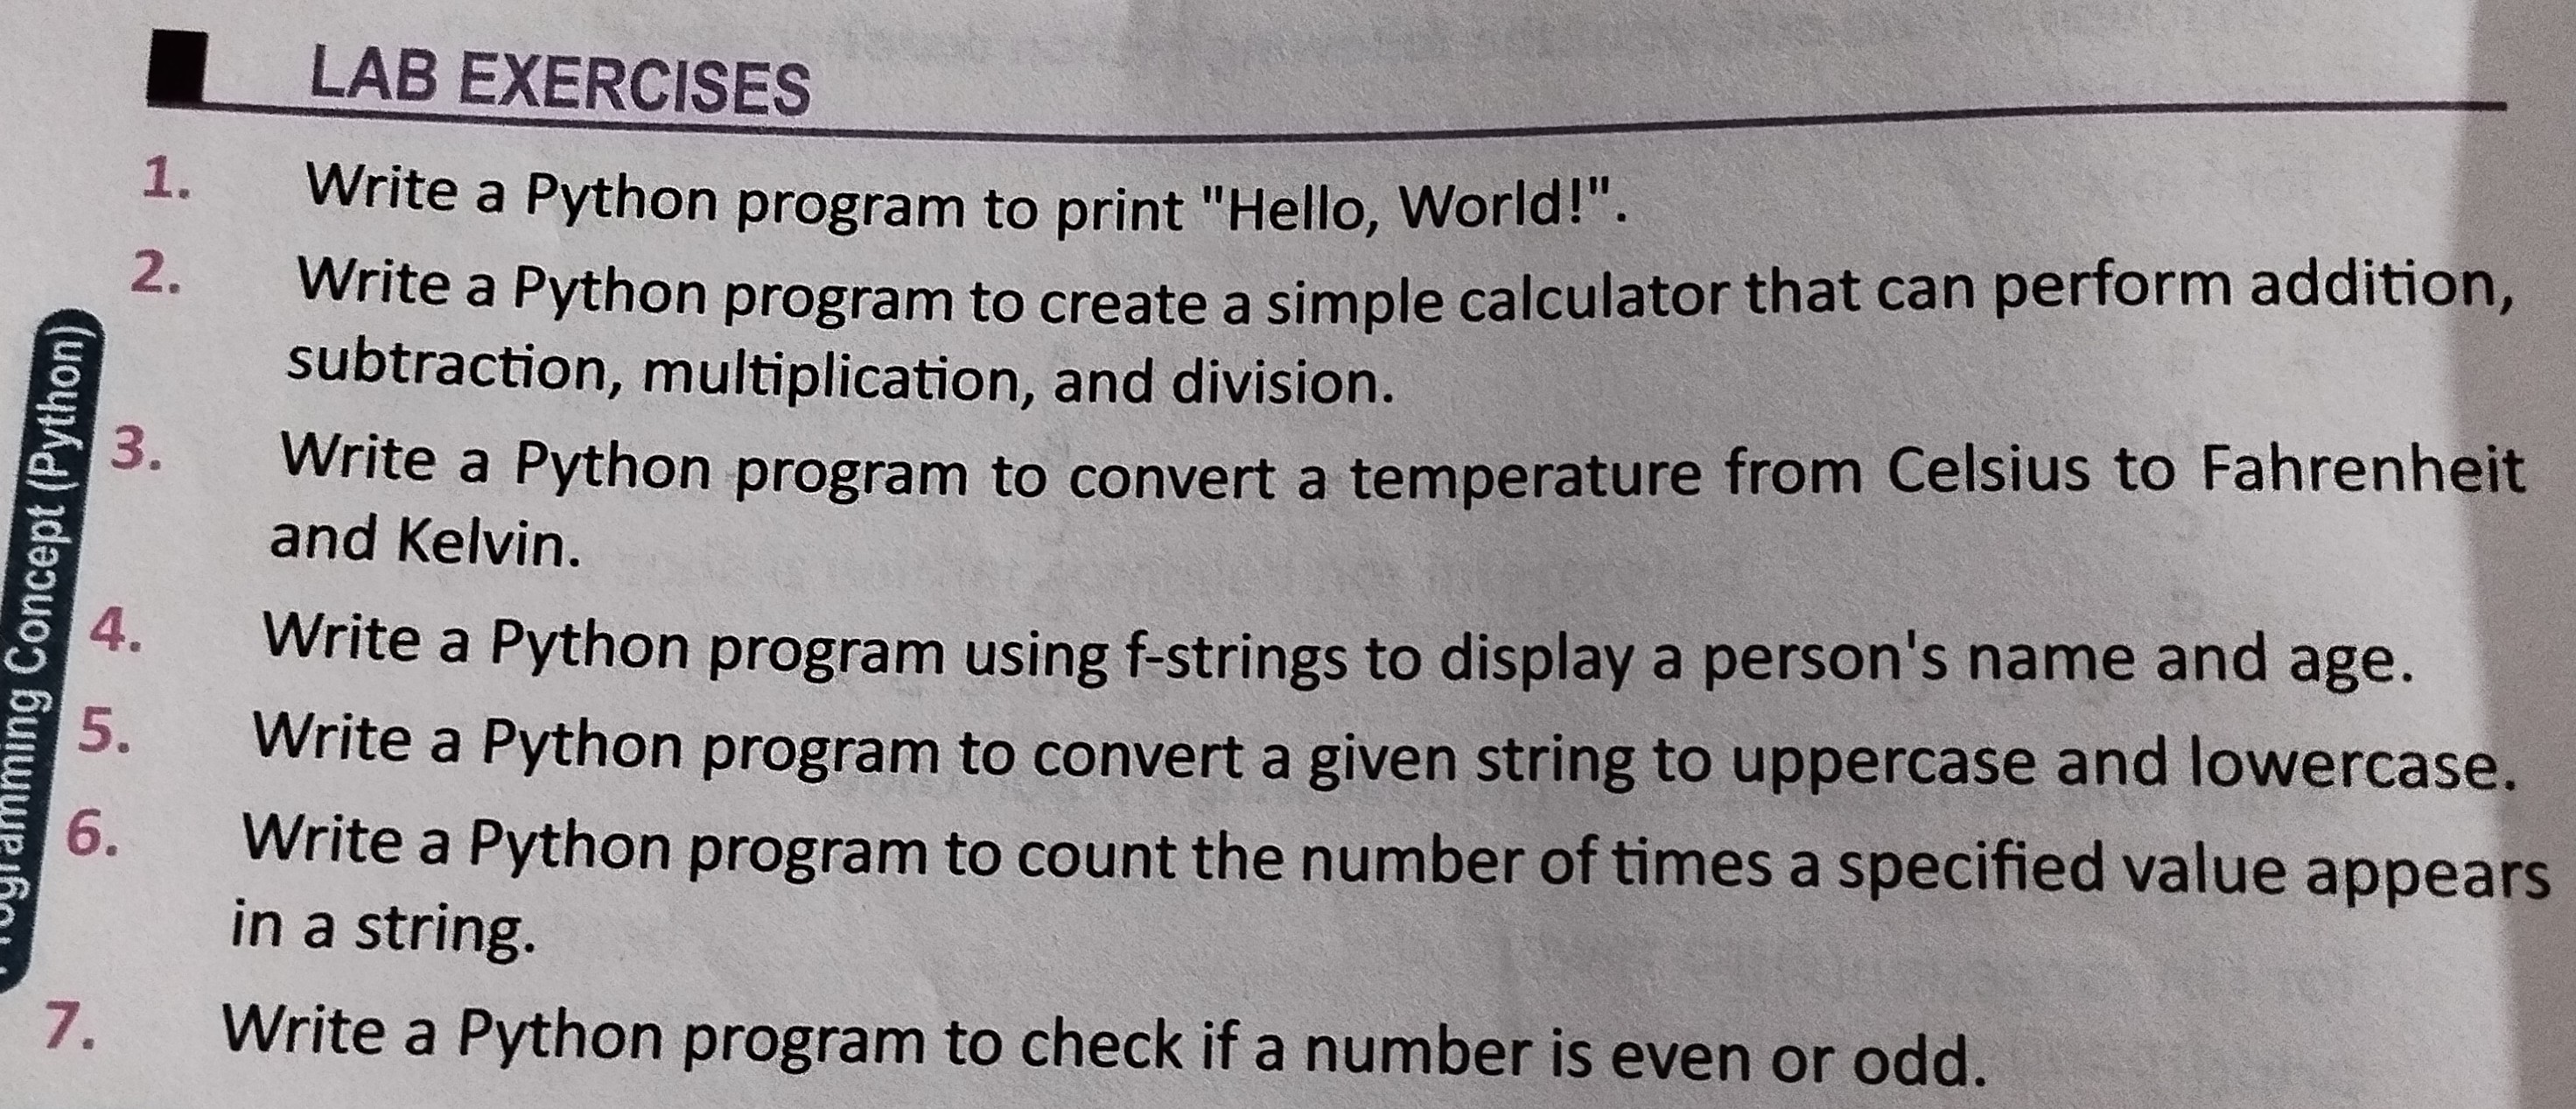 LAB EXERCISES
1. Write a Python program to print "Hello, World!".
2. Write a Python program to create a simple calculator that can perform addition,
subtraction, multiplication, and division.
3. Write a Python program to convert a temperature from Celsius to Fahrenheit
and Kelvin.
4. Write a Python program using f-strings to display a person's name and age.
5. Write a Python program to convert a given string to uppercase and lowercase.
6. Write a Python program to count the number of times a specified value appears
in a string.
7. Write a Python program to check if a number is even or odd.
Concept (Python)